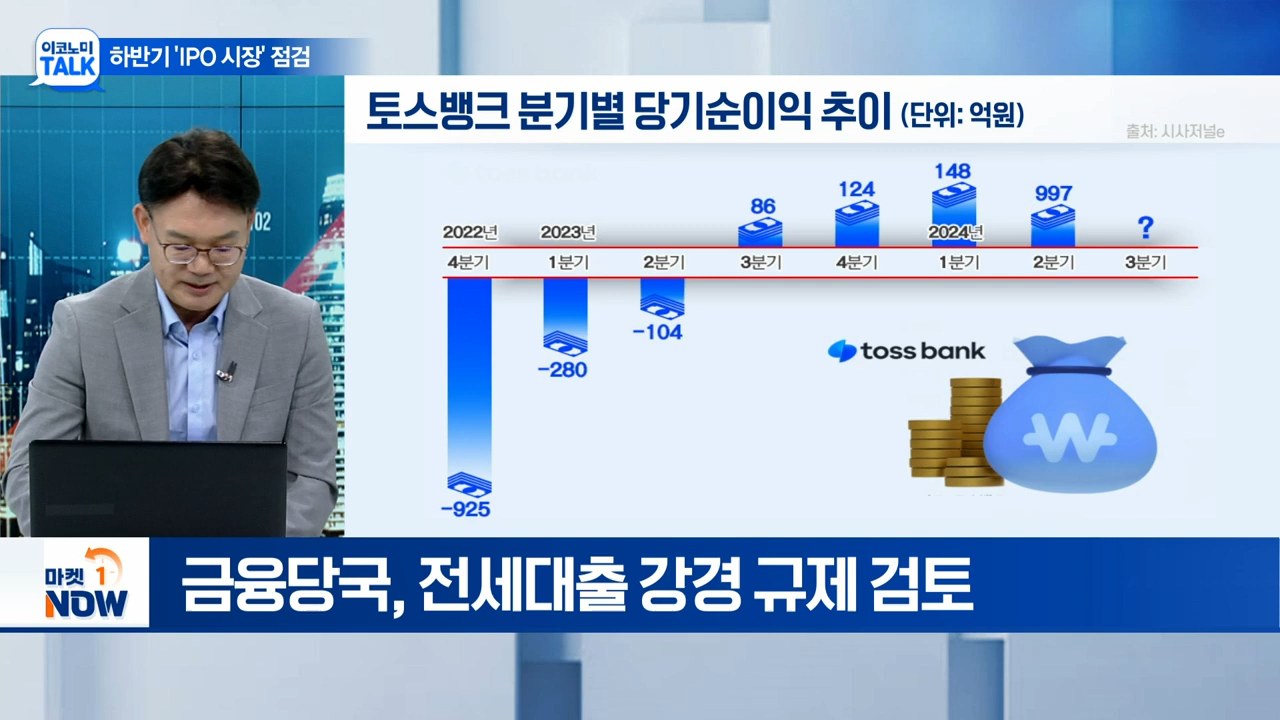 이코노미
TALK
하반기 'IPO 시장' 점검
토스뱅크 분기별 당기순이익 추이 (단위: 억원)
출처: 시사저널e
02
86
124
148
997
?
2022년
2023년
2024년
4분기
1분기
2분기
3분기
4분기
1분기
2분기
3분기
-925
-280
-104
toss bank
W
마켓 1
NOW
금융당국, 전세대출 강경 규제 검토